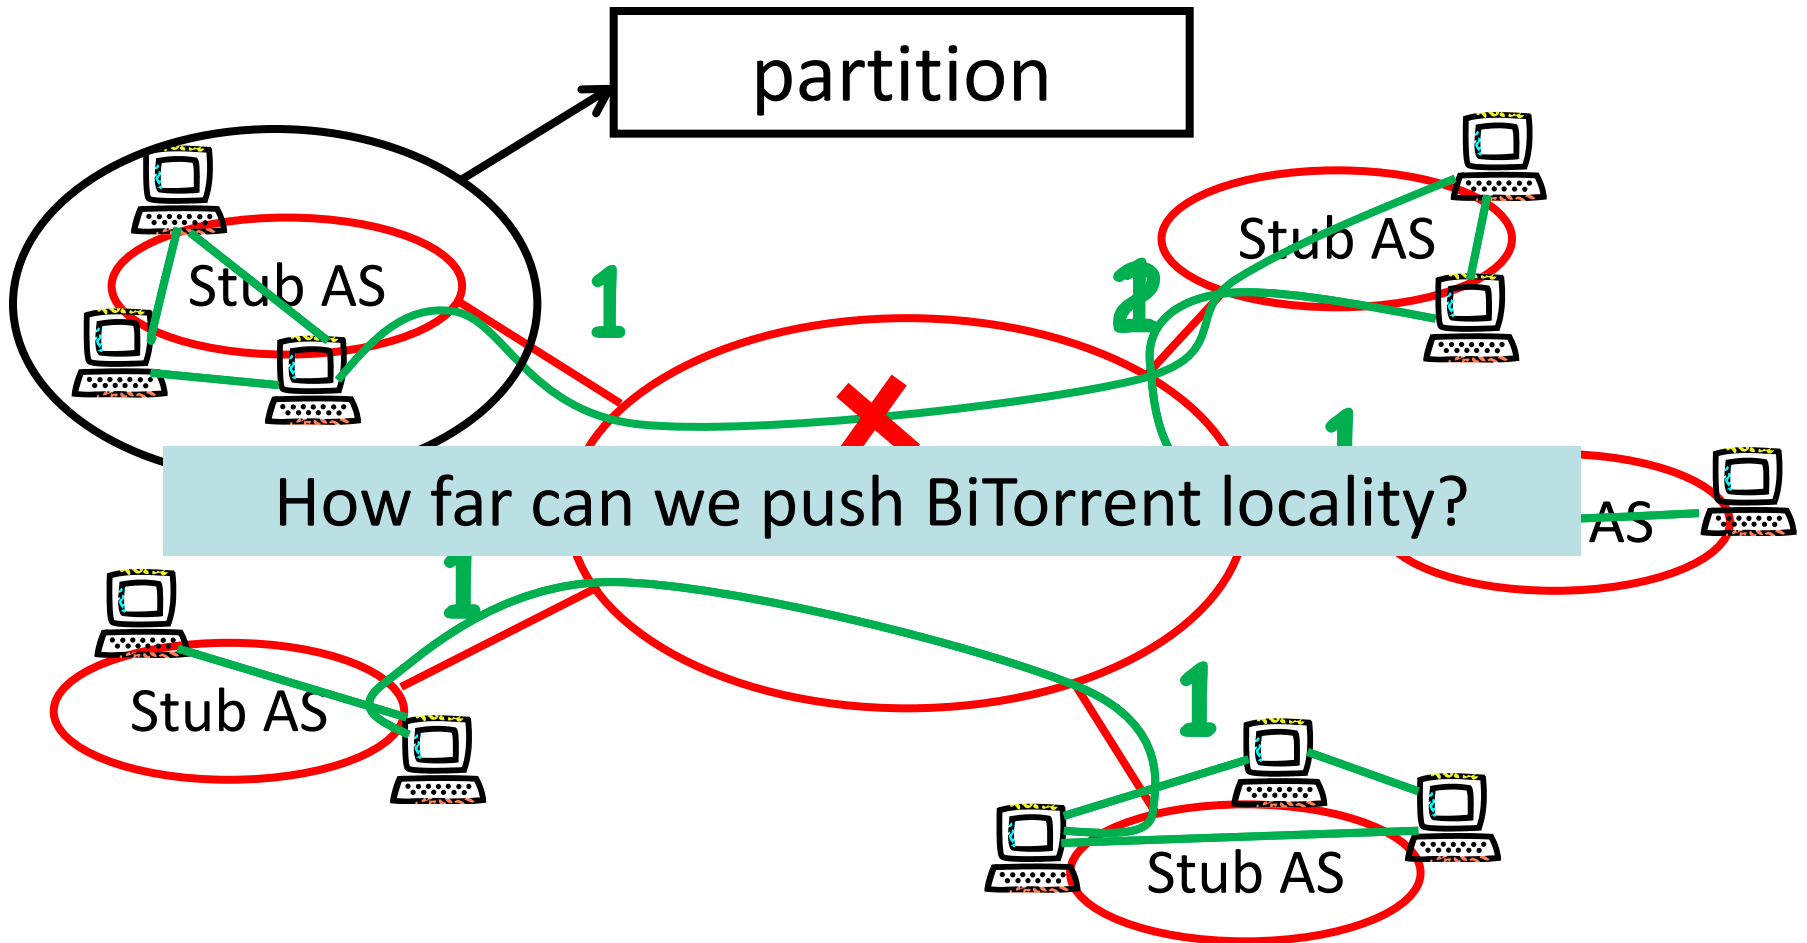 partition
Stub AS
Stub AS
1
1
How far can we push BiTorrent locality?
AS
1
Stub AS
1
Stub AS